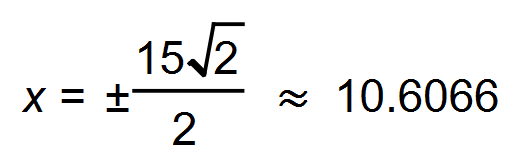 x = ±15√2/2 ≈ 10.6066